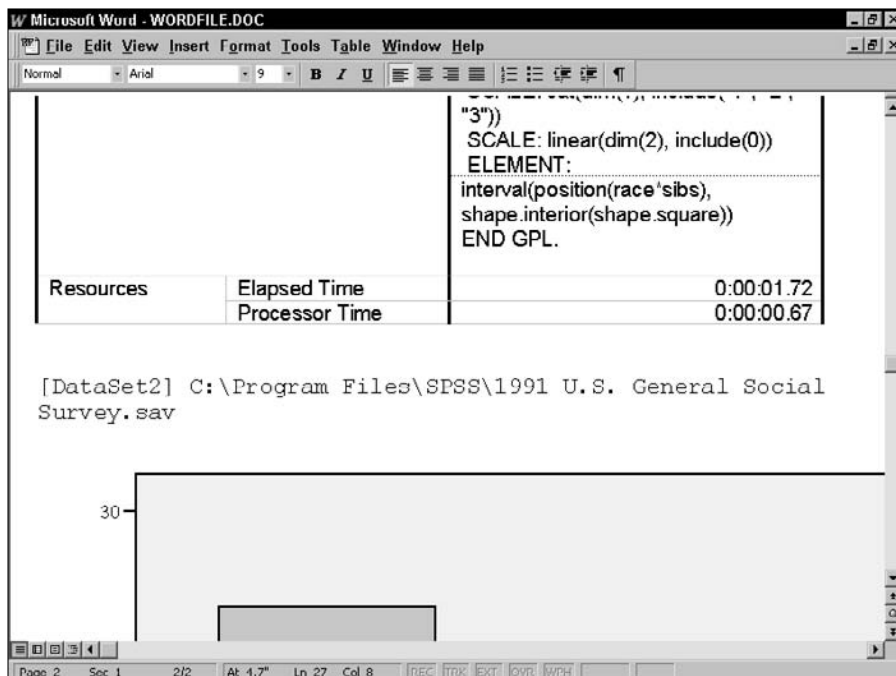 Microsoft Word - WORDFILE.DOC
File Edit View Insert Format Tools Table Window Help
Normal Arial 9 B I U ¶
"3"))
SCALE: linear(dim(2), include(0))
ELEMENT:
interval(position(race*sibs),
shape.interior(shape.square))
END GPL.
Resources Elapsed Time 0:00:01.72
Processor Time 0:00:00.67
[DataSet2] C:\Program Files\SPSS\1991 U.S. General Social
Survey.sav
30
Page 2 Sec 1 2/2 At 4.7" Ln 27 Col 8 REC TRK EXT OVR WPH